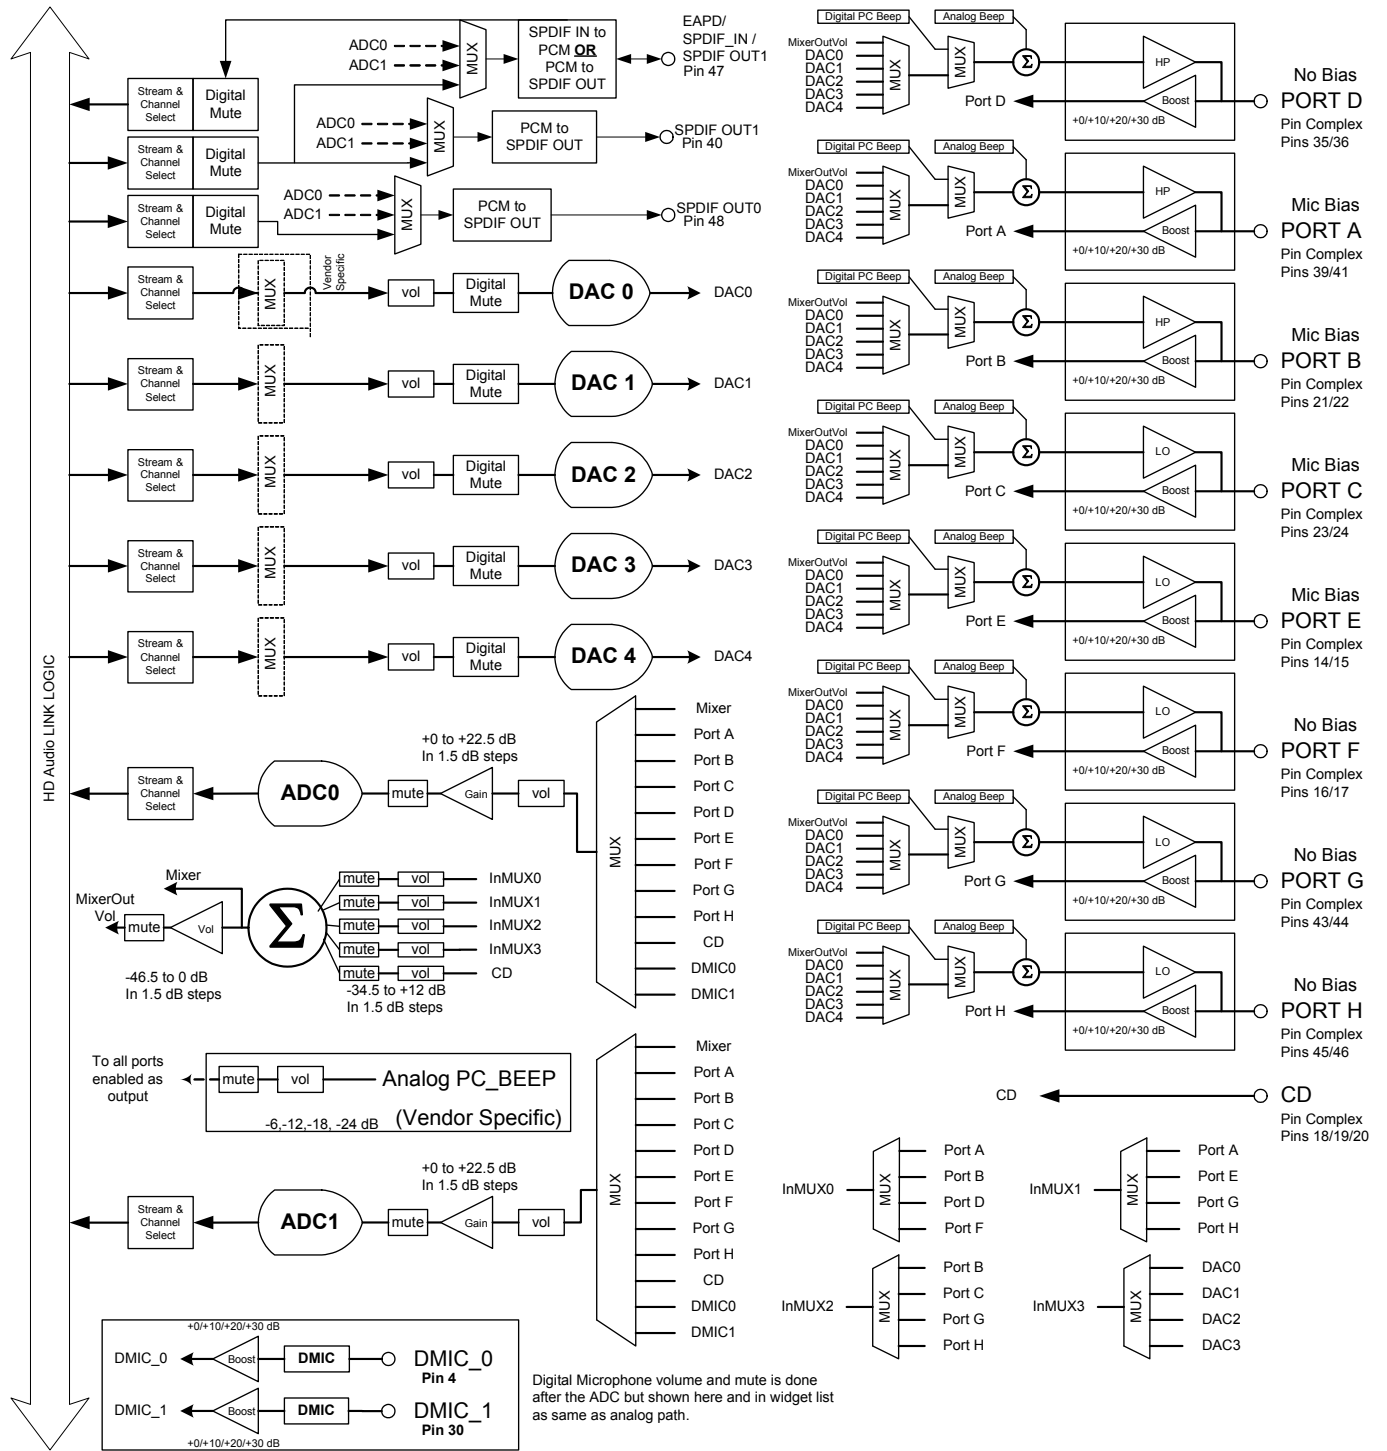 HD Audio LINK LOGIC
Stream &
Channel
Select
Digital
Mute
ADC0
ADC1
MUX
SPDIF IN to
PCM OR
PCM to
SPDIF OUT
EAPD/
SPDIF_IN /
SPDIF OUT1
Pin 47
Stream &
Channel
Select
Digital
Mute
ADC0
ADC1
MUX
PCM to
SPDIF OUT
SPDIF OUT1
Pin 40
Stream &
Channel
Select
Digital
Mute
ADC0
ADC1
MUX
PCM to
SPDIF OUT
SPDIF OUT0
Pin 48
Stream &
Channel
Select
MUX
Vendor
Specific
vol
Digital
Mute
DAC 0
DAC0
Stream &
Channel
Select
MUX
vol
Digital
Mute
DAC 1
DAC1
Stream &
Channel
Select
MUX
vol
Digital
Mute
DAC 2
DAC2
Stream &
Channel
Select
MUX
vol
Digital
Mute
DAC 3
DAC3
Stream &
Channel
Select
MUX
vol
Digital
Mute
DAC 4
DAC4
Stream &
Channel
Select
ADC0
mute
Gain
+0 to +22.5 dB
In 1.5 dB steps
vol
MUX
Mixer
Port A
Port B
Port C
Port D
Port E
Port F
Port G
Port H
CD
DMIC0
DMIC1
Mixer
MixerOut
Vol
mute
Vol
-46.5 to 0 dB
In 1.5 dB steps
Σ
mute vol InMUX0
mute vol InMUX1
mute vol InMUX2
mute vol InMUX3
mute vol CD
-34.5 to +12 dB
In 1.5 dB steps
To all ports
enabled as
output
mute
vol
Analog PC_BEEP
(Vendor Specific)
-6,-12,-18, -24 dB
Stream &
Channel
Select
ADC1
mute
Gain
+0 to +22.5 dB
In 1.5 dB steps
vol
MUX
Mixer
Port A
Port B
Port C
Port D
Port E
Port F
Port G
Port H
CD
DMIC0
DMIC1
+0/+10/+20/+30 dB
DMIC_0
Boost
DMIC
DMIC_0
Pin 4
DMIC_1
Boost
DMIC
DMIC_1
Pin 30
+0/+10/+20/+30 dB
Digital Microphone volume and mute is done
after the ADC but shown here and in widget list
as same as analog path.
Digital PC Beep
Analog Beep
MixerOutVol
DAC0
DAC1
DAC2
DAC3
DAC4
MUX
MUX
Σ
HP
Port D
Boost
+0/+10/+20/+30 dB
No Bias
PORT D
Pin Complex
Pins 35/36
Digital PC Beep
Analog Beep
MixerOutVol
DAC0
DAC1
DAC2
DAC3
DAC4
MUX
MUX
Σ
HP
Port A
Boost
+0/+10/+20/+30 dB
Mic Bias
PORT A
Pin Complex
Pins 39/41
Digital PC Beep
Analog Beep
MixerOutVol
DAC0
DAC1
DAC2
DAC3
DAC4
MUX
MUX
Σ
HP
Port B
Boost
+0/+10/+20/+30 dB
Mic Bias
PORT B
Pin Complex
Pins 21/22
Digital PC Beep
Analog Beep
MixerOutVol
DAC0
DAC1
DAC2
DAC3
DAC4
MUX
MUX
Σ
LO
Port C
Boost
+0/+10/+20/+30 dB
Mic Bias
PORT C
Pin Complex
Pins 23/24
Digital PC Beep
Analog Beep
MixerOutVol
DAC0
DAC1
DAC2
DAC3
DAC4
MUX
MUX
Σ
LO
Port E
Boost
+0/+10/+20/+30 dB
Mic Bias
PORT E
Pin Complex
Pins 14/15
Digital PC Beep
Analog Beep
MixerOutVol
DAC0
DAC1
DAC2
DAC3
DAC4
MUX
MUX
Σ
LO
Port F
Boost
+0/+10/+20/+30 dB
No Bias
PORT F
Pin Complex
Pins 16/17
Digital PC Beep
Analog Beep
MixerOutVol
DAC0
DAC1
DAC2
DAC3
DAC4
MUX
MUX
Σ
LO
Port G
Boost
+0/+10/+20/+30 dB
No Bias
PORT G
Pin Complex
Pins 43/44
Digital PC Beep
Analog Beep
MixerOutVol
DAC0
DAC1
DAC2
DAC3
DAC4
MUX
MUX
Σ
LO
Port H
Boost
+0/+10/+20/+30 dB
No Bias
PORT H
Pin Complex
Pins 45/46
CD
CD
Pin Complex
Pins 18/19/20
InMUX0
MUX
Port A
Port B
Port D
Port F
InMUX1
MUX
Port A
Port E
Port G
Port H
InMUX2
MUX
Port B
Port C
Port G
Port H
InMUX3
MUX
DAC0
DAC1
DAC2
DAC3